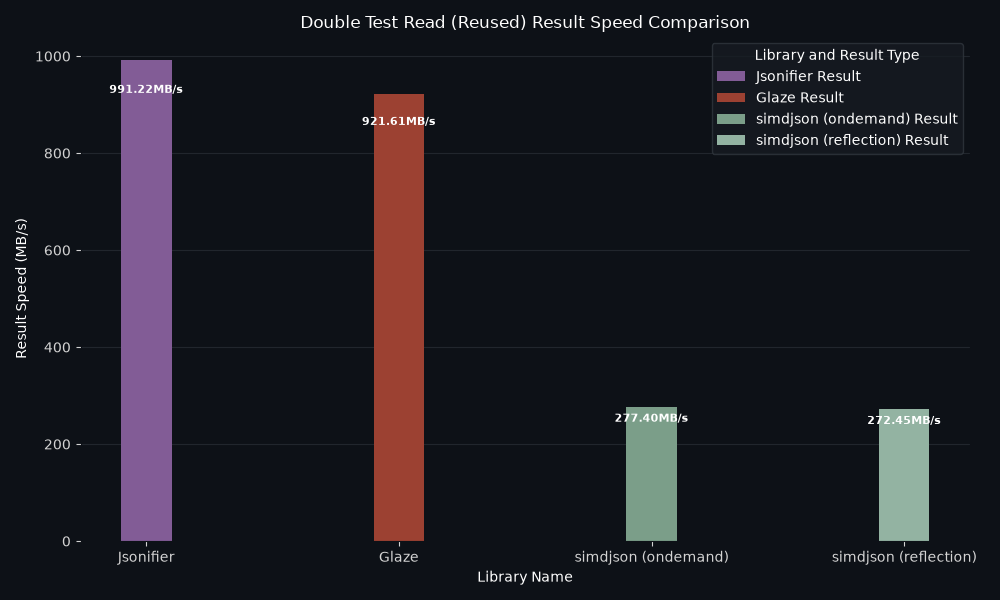 Double Test Read (Reused) Result Speed Comparison
Library and Result Type
Jsonifier Result
Glaze Result
simdjson (ondemand) Result
simdjson (reflection) Result
Result Speed (MB/s)
1000
800
600
400
200
0
991.22MB/s
921.61MB/s
277.40MB/s
272.45MB/s
Jsonifier
Glaze
simdjson (ondemand)
simdjson (reflection)
Library Name